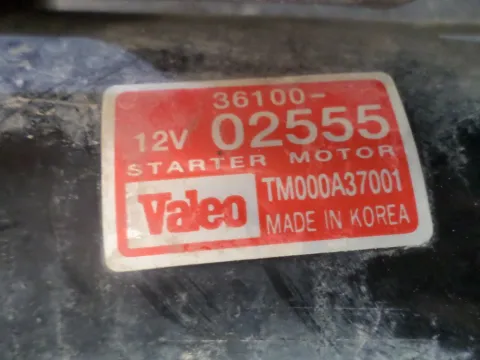 36100-
12V 02555
STARTER MOTOR
Valeo TM000A37001
MADE IN KOREA